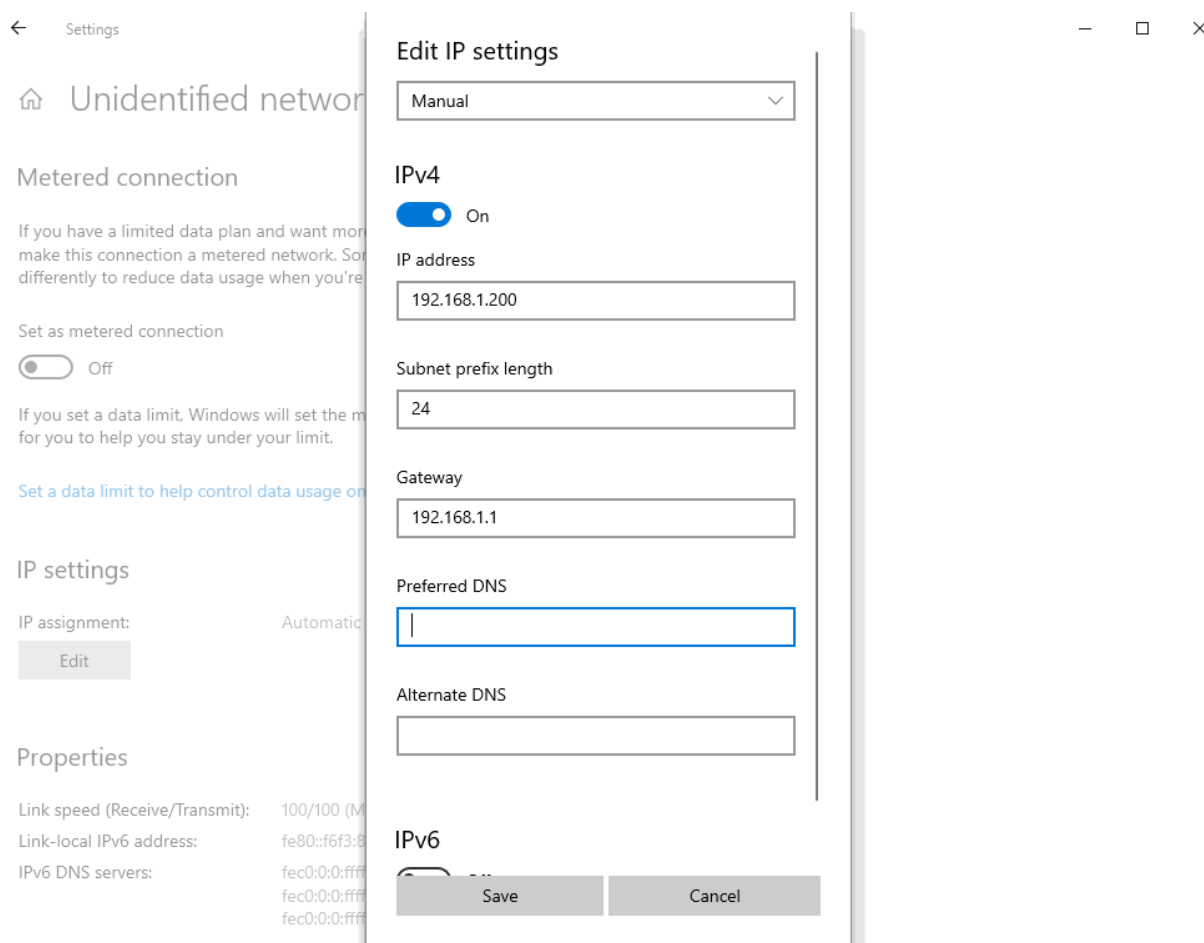 Settings
Unidentified networ
Metered connection
If you have a limited data plan and want mor
make this connection a metered network. Sor
differently to reduce data usage when you're
Set as metered connection
Off
If you set a data limit, Windows will set the m
for you to help you stay under your limit.
Set a data limit to help control data usage on
IP settings
IP assignment: Automatic
Edit
Properties
Link speed (Receive/Transmit): 100/100 (M
Link-local IPv6 address: fe80::f6f3:8
IPv6 DNS servers: fec0:0:0:ffff
fec0:0:0:ffff
fec0:0:0:ffff
Edit IP settings
Manual
IPv4
On
IP address
192.168.1.200
Subnet prefix length
24
Gateway
192.168.1.1
Preferred DNS
Alternate DNS
IPv6
Save Cancel